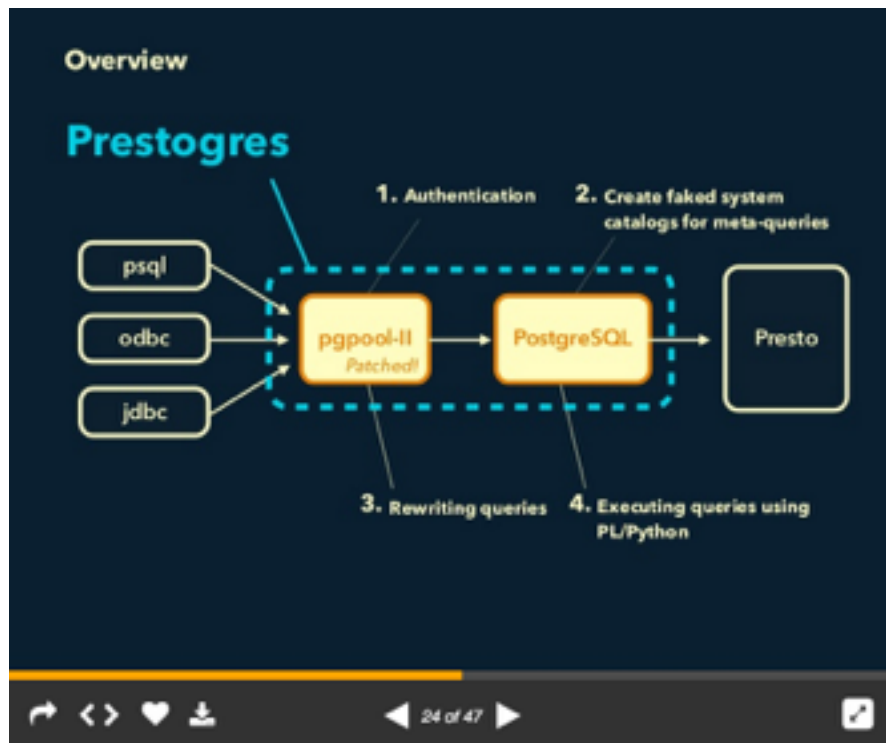 Overview
Prestogres
1. Authentication
2. Create faked system
catalogs for meta-queries
psql
odbc
jdbc
pgpool-II
Patched!
PostgreSQL
Presto
3. Rewriting queries
4. Executing queries using
PL/Python
24 of 47